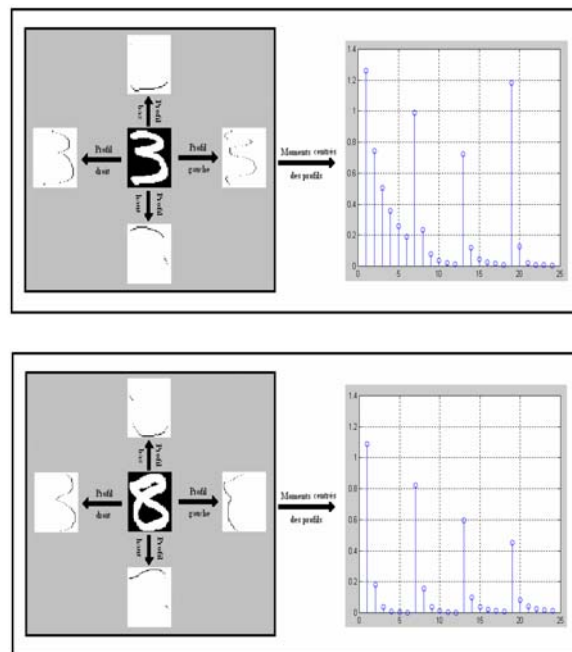 Profil
bas
Profil
droit
3
Profil
gauche
Profil
haut
Moments centrés
des profils
1.4
1.2
1
0.8
0.6
0.4
0.2
0
0 5 10 15 20 25
Profil
bas
Profil
droit
8
Profil
gauche
Profil
haut
Moments centrés
des profils
1.4
1.2
1
0.8
0.6
0.4
0.2
0
0 5 10 15 20 25